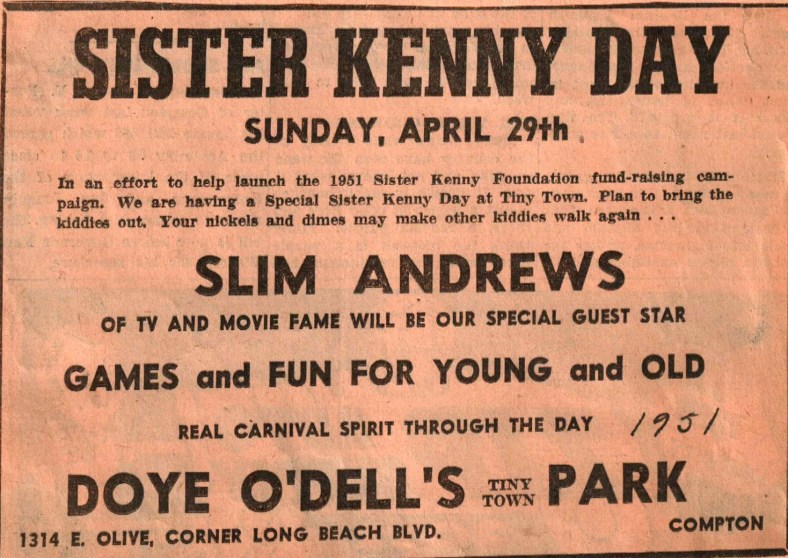 SISTER KENNY DAY
SUNDAY, APRIL 29th
In an effort to help launch the 1951 Sister Kenny Foundation fund-raising cam-
paign. We are having a Special Sister Kenny Day at Tiny Town. Plan to bring the
kiddies out. Your nickels and dimes may make other kiddies walk again . . .
SLIM ANDREWS
OF TV AND MOVIE FAME WILL BE OUR SPECIAL GUEST STAR
GAMES and FUN FOR YOUNG and OLD
REAL CARNIVAL SPIRIT THROUGH THE DAY 1951
DOYE O'DELL'S TINY TOWN PARK
1314 E. OLIVE, CORNER LONG BEACH BLVD. COMPTON